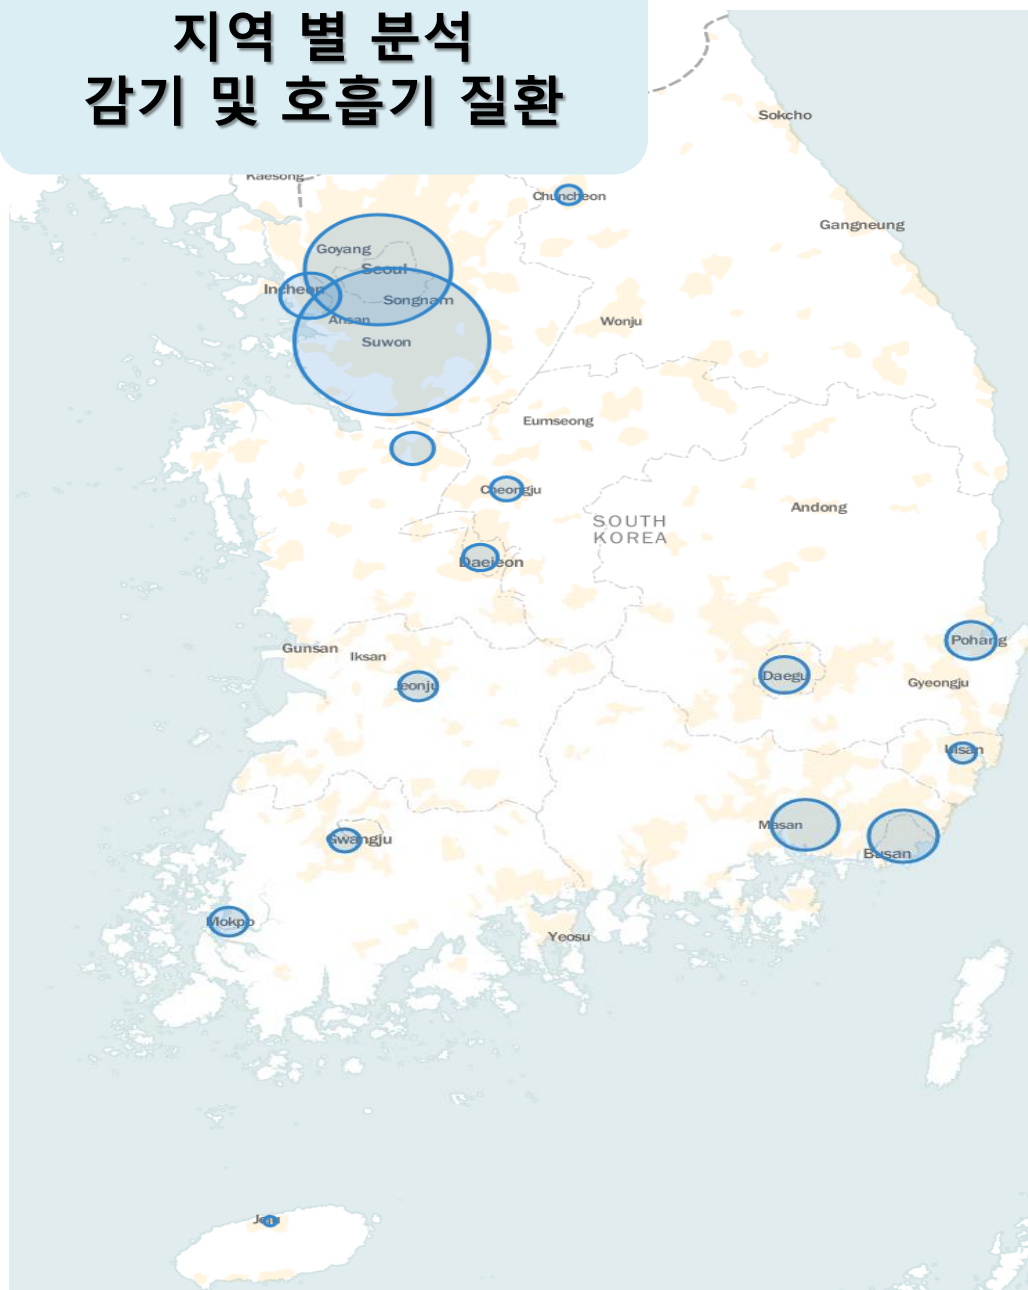 지역 별 분석
감기 및 호흡기 질환
Sokcho
Kaesong
Chuncheon
Gangneung
Goyang
Seoul
Incheon
Songnam
Ansan
Wonju
Suwon
Eumseong
Cheongju
Andong
SOUTH
KOREA
Daejeon
Pohang
Gunsan
Iksan
Daegu
Gyeongju
Jeonju
Ulsan
Masan
Gwangju
Busan
Mokpo
Yeosu
Jeju